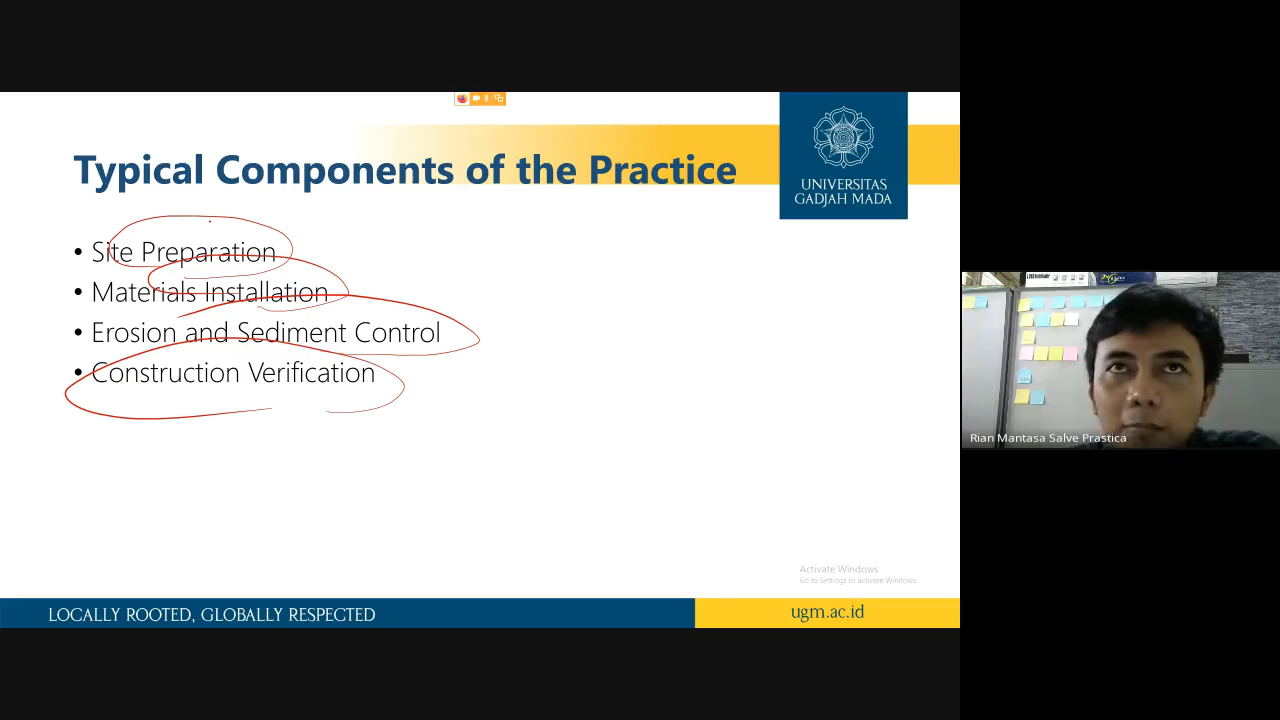 Typical Components of the Practice
UNIVERSITAS
GADJAH MADA
• Site Preparation
• Materials Installation
• Erosion and Sediment Control
• Construction Verification
Rian Mantasa Salve Prastica
Activate Windows
Go to Settings to activate Windows.
LOCALLY ROOTED, GLOBALLY RESPECTED
ugm.ac.id